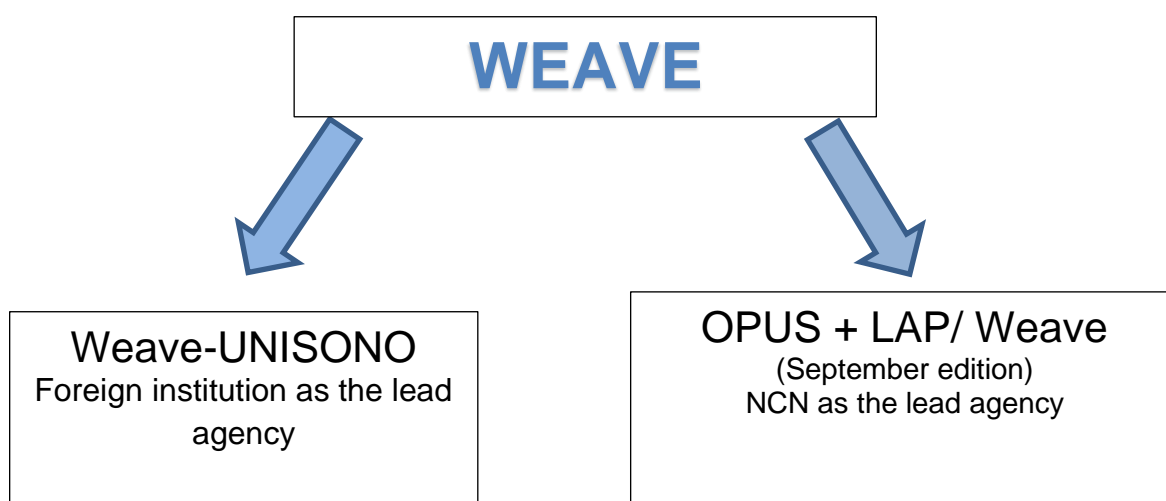 WEAVE
Weave-UNISONO
Foreign institution as the lead
agency
OPUS + LAP/ Weave
(September edition)
NCN as the lead agency